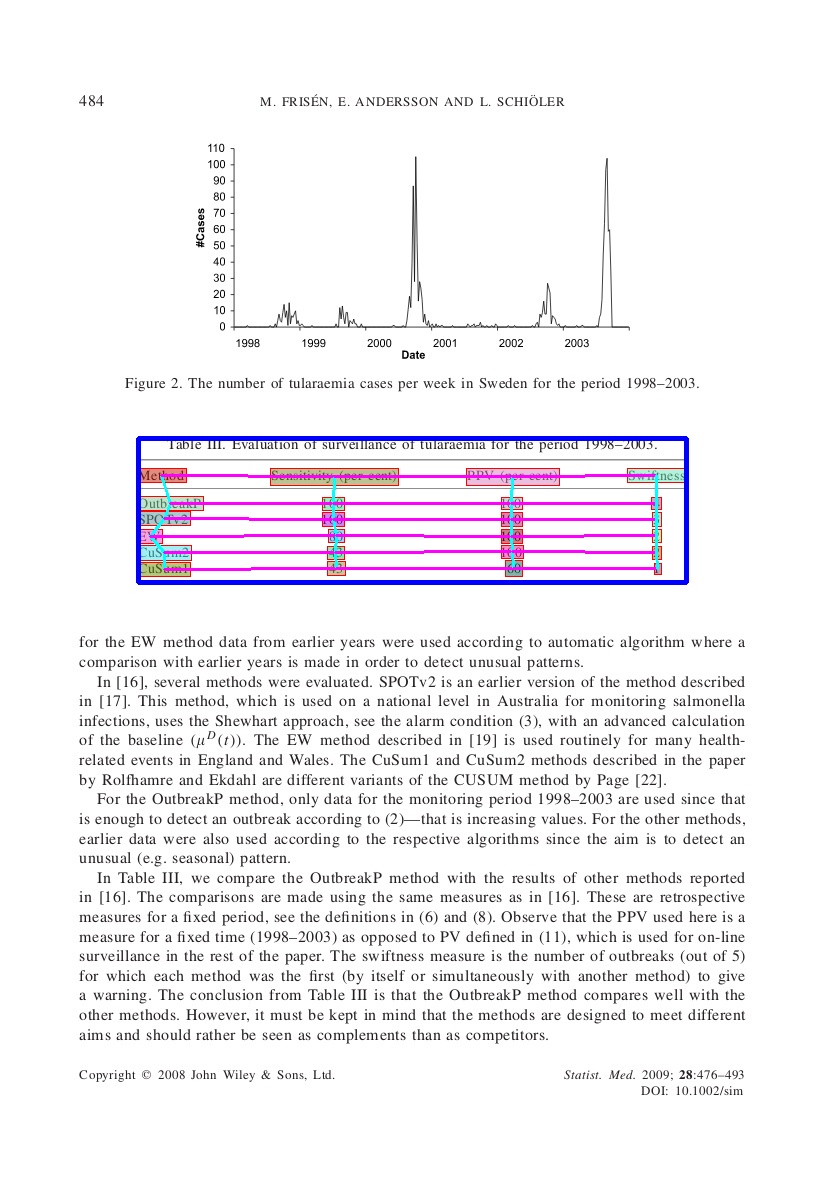 484
M. FRISÉN, E. ANDERSSON AND L. SCHIÖLER
110
100
90
80
70
60
50
40
30
20
10
0
#Cases
1998 1999 2000 2001 2002 2003
Date
Figure 2. The number of tularaemia cases per week in Sweden for the period 1998–2003.
Table III. Evaluation of surveillance of tularaemia for the period 1998–2003.
Method Sensitivity (per cent) PPV (per cent) Swiftness
OutbreakP
SPOTv2
EW
CuSum2
CuSum1
for the EW method data from earlier years were used according to automatic algorithm where a
comparison with earlier years is made in order to detect unusual patterns.
In [16], several methods were evaluated. SPOTv2 is an earlier version of the method described
in [17]. This method, which is used on a national level in Australia for monitoring salmonella
infections, uses the Shewhart approach, see the alarm condition (3), with an advanced calculation
of the baseline (μᴰ(t)). The EW method described in [19] is used routinely for many health-
related events in England and Wales. The CuSum1 and CuSum2 methods described in the paper
by Rolfhamre and Ekdahl are different variants of the CUSUM method by Page [22].
For the OutbreakP method, only data for the monitoring period 1998–2003 are used since that
is enough to detect an outbreak according to (2)—that is increasing values. For the other methods,
earlier data were also used according to the respective algorithms since the aim is to detect an
unusual (e.g. seasonal) pattern.
In Table III, we compare the OutbreakP method with the results of other methods reported
in [16]. The comparisons are made using the same measures as in [16]. These are retrospective
measures for a fixed period, see the definitions in (6) and (8). Observe that the PPV used here is a
measure for a fixed time (1998–2003) as opposed to PV defined in (11), which is used for on-line
surveillance in the rest of the paper. The swiftness measure is the number of outbreaks (out of 5)
for which each method was the first (by itself or simultaneously with another method) to give
a warning. The conclusion from Table III is that the OutbreakP method compares well with the
other methods. However, it must be kept in mind that the methods are designed to meet different
aims and should rather be seen as complements than as competitors.
Copyright © 2008 John Wiley & Sons, Ltd.
Statist. Med. 2009; 28:476–493
DOI: 10.1002/sim